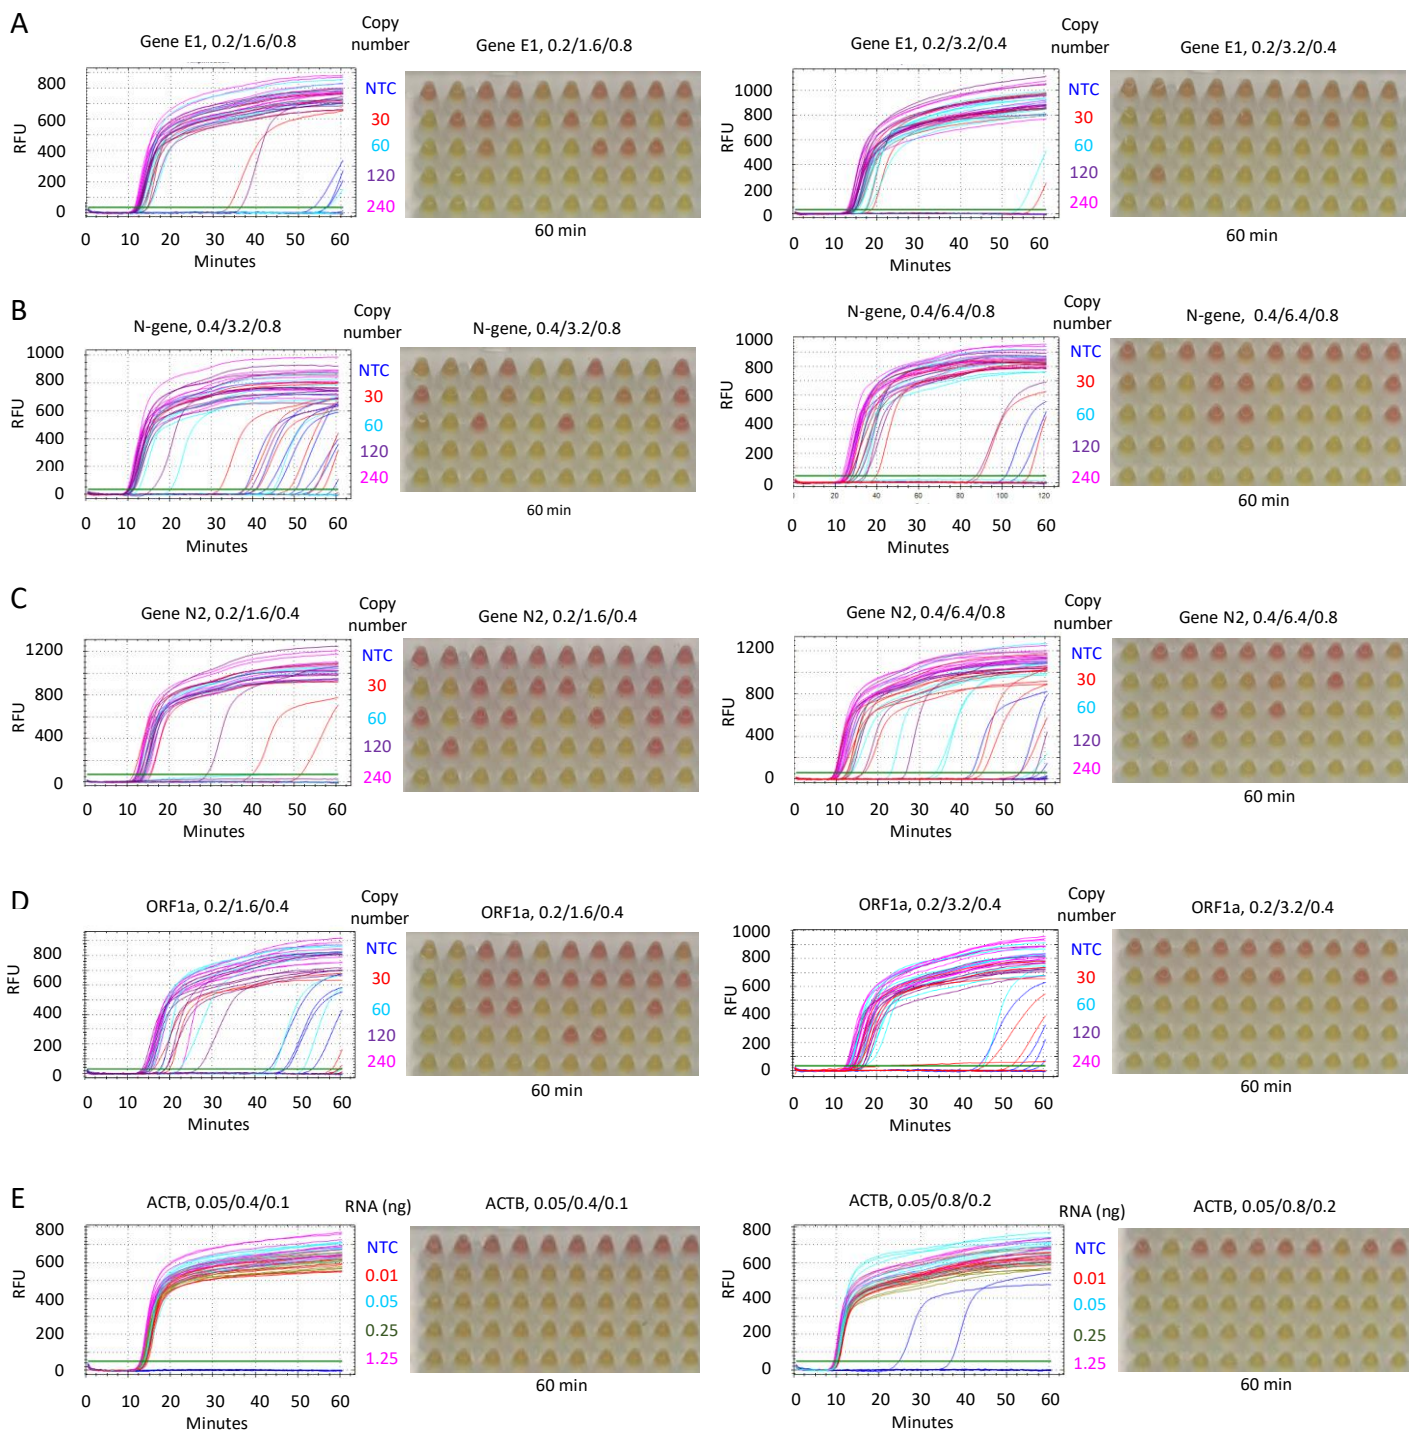 A
Gene E1, 0.2/1.6/0.8
Copy
number
Gene E1, 0.2/1.6/0.8
RFU
800
600
400
200
0
0 10 20 30 40 50 60
Minutes
NTC
30
60
120
240
60 min
Gene E1, 0.2/3.2/0.4
Copy
number
Gene E1, 0.2/3.2/0.4
RFU
1000
800
600
400
200
0
0 10 20 30 40 50 60
Minutes
NTC
30
60
120
240
60 min
B
N-gene, 0.4/3.2/0.8
Copy
number
N-gene, 0.4/3.2/0.8
RFU
1000
800
600
400
200
0
0 10 20 30 40 50 60
Minutes
NTC
30
60
120
240
60 min
N-gene, 0.4/6.4/0.8
Copy
number
N-gene, 0.4/6.4/0.8
RFU
1000
800
600
400
200
0
20 40 60 80 100 120
0 10 20 30 40 50 60
Minutes
NTC
30
60
120
240
60 min
C
Gene N2, 0.2/1.6/0.4
Copy
number
Gene N2, 0.2/1.6/0.4
RFU
1200
800
400
0
0 10 20 30 40 50 60
Minutes
NTC
30
60
120
240
Gene N2, 0.4/6.4/0.8
Copy
number
Gene N2, 0.4/6.4/0.8
RFU
1200
1000
800
400
0
0 10 20 30 40 50 60
Minutes
NTC
30
60
120
240
60 min
D
ORF1a, 0.2/1.6/0.4
Copy
number
ORF1a, 0.2/1.6/0.4
RFU
800
600
400
200
0
0 10 20 30 40 50 60
Minutes
NTC
30
60
120
240
60 min
ORF1a, 0.2/3.2/0.4
Copy
number
ORF1a, 0.2/3.2/0.4
RFU
1000
800
600
400
200
0
0 10 20 30 40 50 60
Minutes
NTC
30
60
120
240
60 min
E
ACTB, 0.05/0.4/0.1
RNA (ng)
ACTB, 0.05/0.4/0.1
RFU
800
600
400
200
0
0 10 20 30 40 50 60
Minutes
NTC
0.01
0.05
0.25
1.25
60 min
ACTB, 0.05/0.8/0.2
RNA (ng)
ACTB, 0.05/0.8/0.2
RFU
800
600
400
200
0
0 10 20 30 40 50 60
Minutes
NTC
0.01
0.05
0.25
1.25
60 min